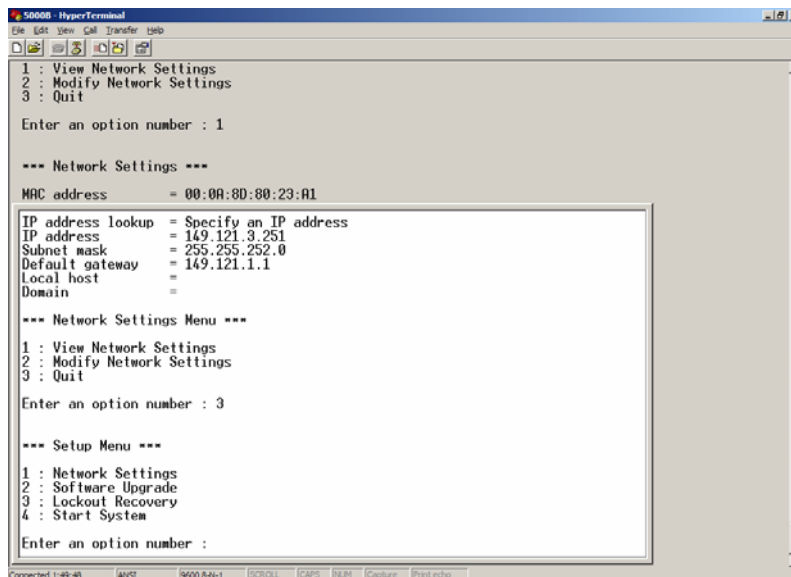 50008 - HyperTerminal
File Edit View Call Transfer Help
1 : View Network Settings
2 : Modify Network Settings
3 : Quit
Enter an option number : 1
*** Network Settings ***
MAC address = 00:0A:8D:80:23:A1
IP address lookup = Specify an IP address
IP address = 149.121.3.251
Subnet mask = 255.255.252.0
Default gateway = 149.121.1.1
Local host =
Domain =
*** Network Settings Menu ***
1 : View Network Settings
2 : Modify Network Settings
3 : Quit
Enter an option number : 3
*** Setup Menu ***
1 : Network Settings
2 : Software Upgrade
3 : Lockout Recovery
4 : Start System
Enter an option number :
Connected 1:49:48 ANSI 9600 8-N-1 SCROLL CAPS NUM Capture Print echo